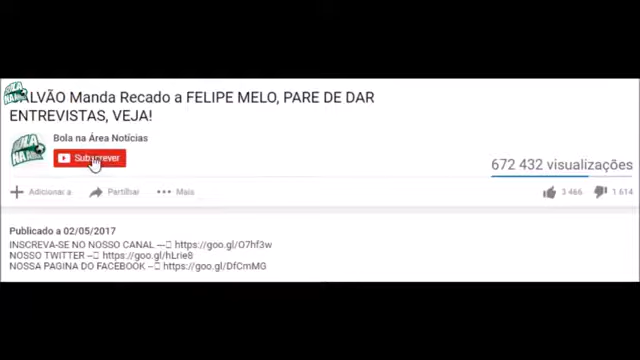 GALVÃO Manda Recado a FELIPE MELO, PARE DE DAR
ENTREVISTAS, VEJA!
Bola na Área Notícias
Subscrever
672 432 visualizações
Adicionar a
Partilhar
Mais
3 466
1 614
Publicado a 02/05/2017
INSCREVA-SE NO NOSSO CANAL --- https://goo.gl/O7hf3w
NOSSO TWITTER -- https://goo.gl/hLrie8
NOSSA PAGINA DO FACEBOOK -- https://goo.gl/DfCmMG